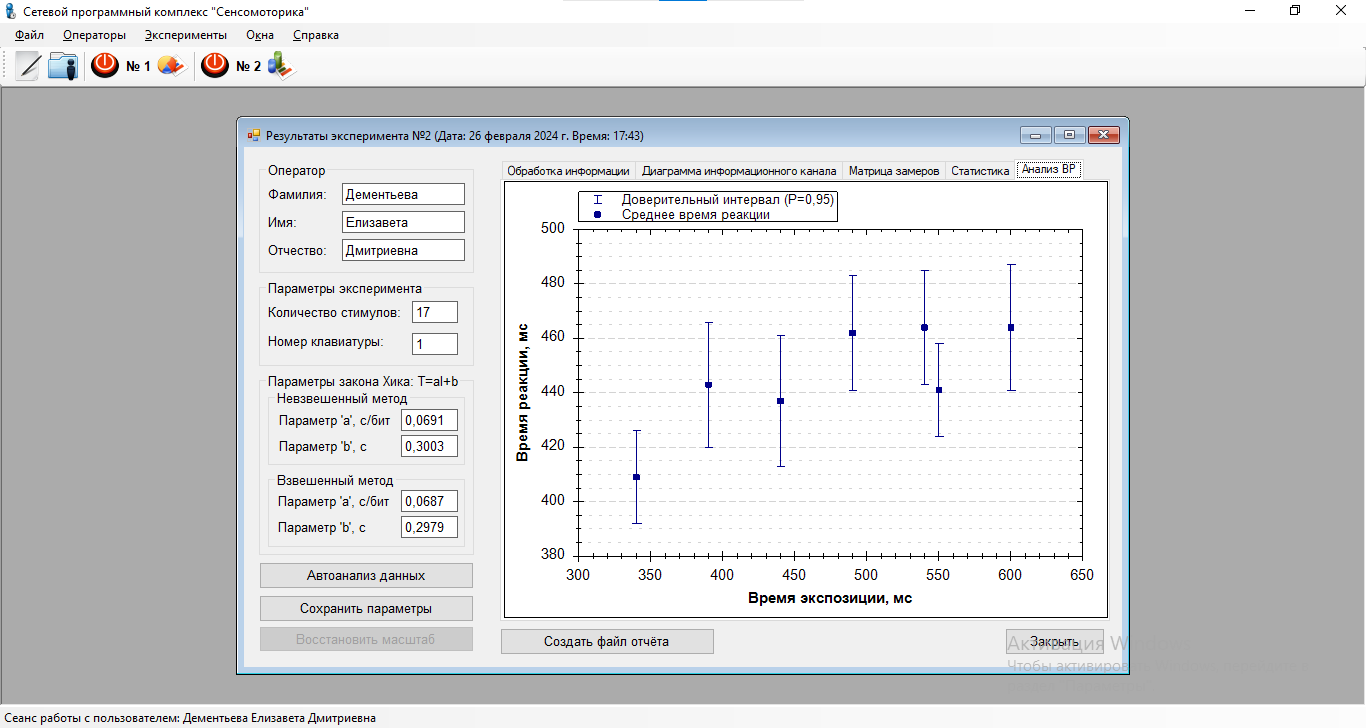 Сетевой программный комплекс "Сенсомоторика"
Файл Операторы Эксперименты Окна Справка
№ 1 № 2
Результаты эксперимента №2 (Дата: 26 февраля 2024 г. Время: 17:43)
Оператор
Фамилия: Дементьева
Имя: Елизавета
Отчество: Дмитриевна
Параметры эксперимента
Количество стимулов: 17
Номер клавиатуры: 1
Параметры закона Хика: T=aI+b
Невзвешенный метод
Параметр 'a', с/бит 0,0691
Параметр 'b', с 0,3003
Взвешенный метод
Параметр 'a', с/бит 0,0687
Параметр 'b', с 0,2979
Автоанализ данных
Сохранить параметры
Восстановить масштаб
Обработка информации Диаграмма информационного канала Матрица замеров Статистика Анализ ВР
Доверительный интервал (P=0,95)
Среднее время реакции
500
480
460
440
420
400
380
Время реакции, мс
300 350 400 450 500 550 600 650
Время экспозиции, мс
Создать файл отчёта
Закрыть
Активация
Чтобы
Сеанс работы с пользователем: Дементьева Елизавета Дмитриевна